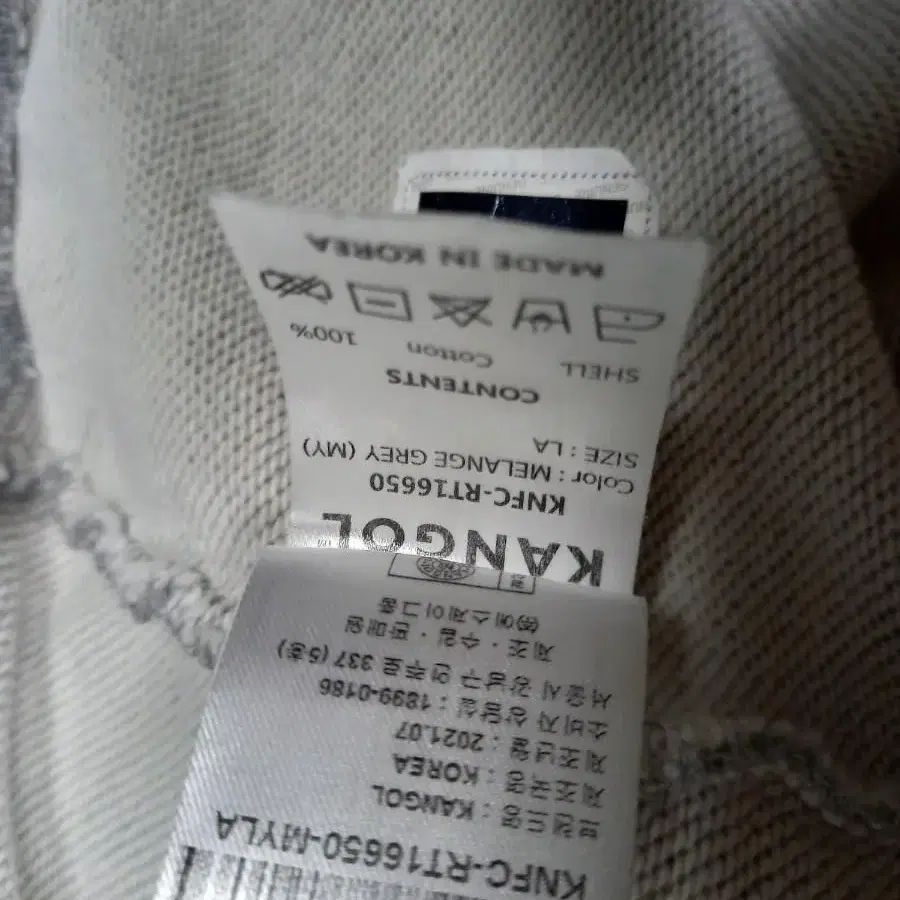 KANGOL
KNFC-RT16650
Color : MELANGE GREY (MY)
SIZE : LA
CONTENTS
SHELL Cotton 100%
MADE IN KOREA
KNFC-RT16650-MYLA
브랜드명 : KANGOL
제조국명 : KOREA
제조년월 : 2021.07
소비자 상담실 : 1899-0186
서울시 강남구 언주로 337 (5층)
제조 · 수입 · 판매원
㈜에스제이그룹